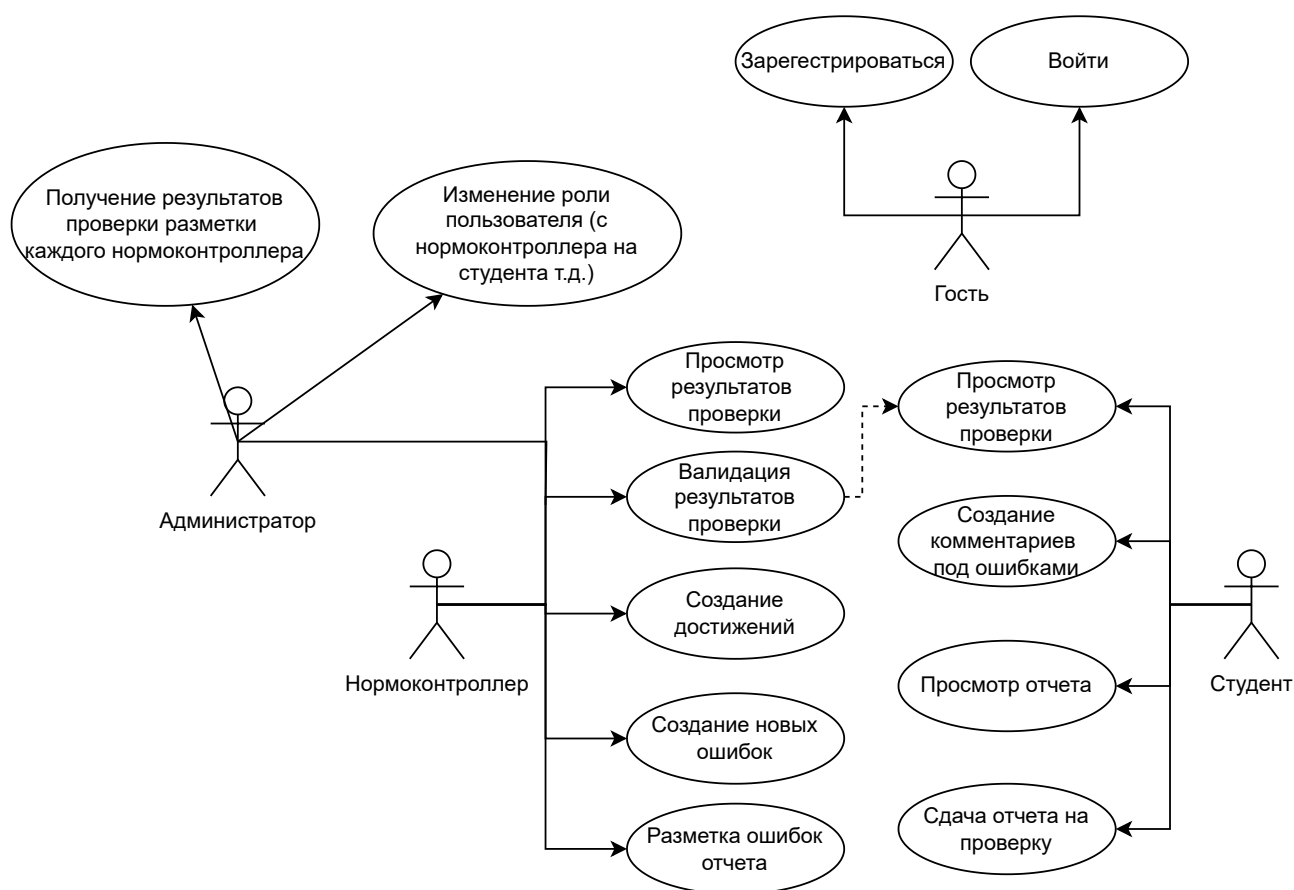 Зарегестрироваться
Войти
Гость
Получение результатов
проверки разметки
каждого нормоконтроллера
Изменение роли
пользователя (с
нормоконтроллера на
студента т.д.)
Администратор
Просмотр
результатов
проверки
Валидация
результатов
проверки
Создание
достижений
Создание новых
ошибок
Разметка ошибок
отчета
Нормоконтроллер
Просмотр
результатов
проверки
Создание
комментариев
под ошибками
Просмотр отчета
Сдача отчета на
проверку
Студент